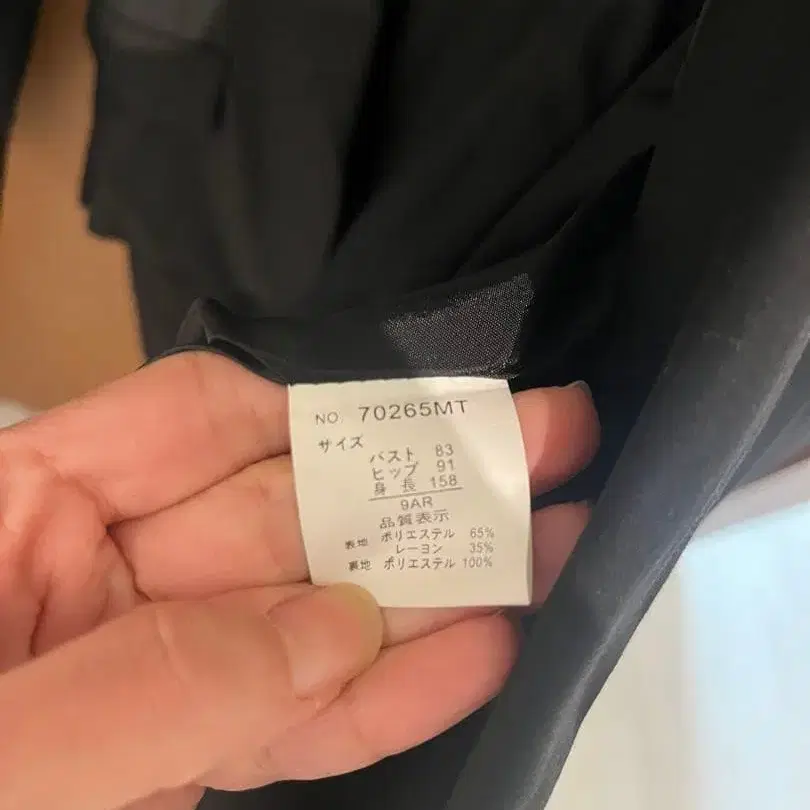 NO. 70265MT
サイズ
バスト 83
ヒップ 91
身 長 158
9AR
品質表示
表地 ポリエステル 65%
レーヨン 35%
裏地 ポリエステル 100%